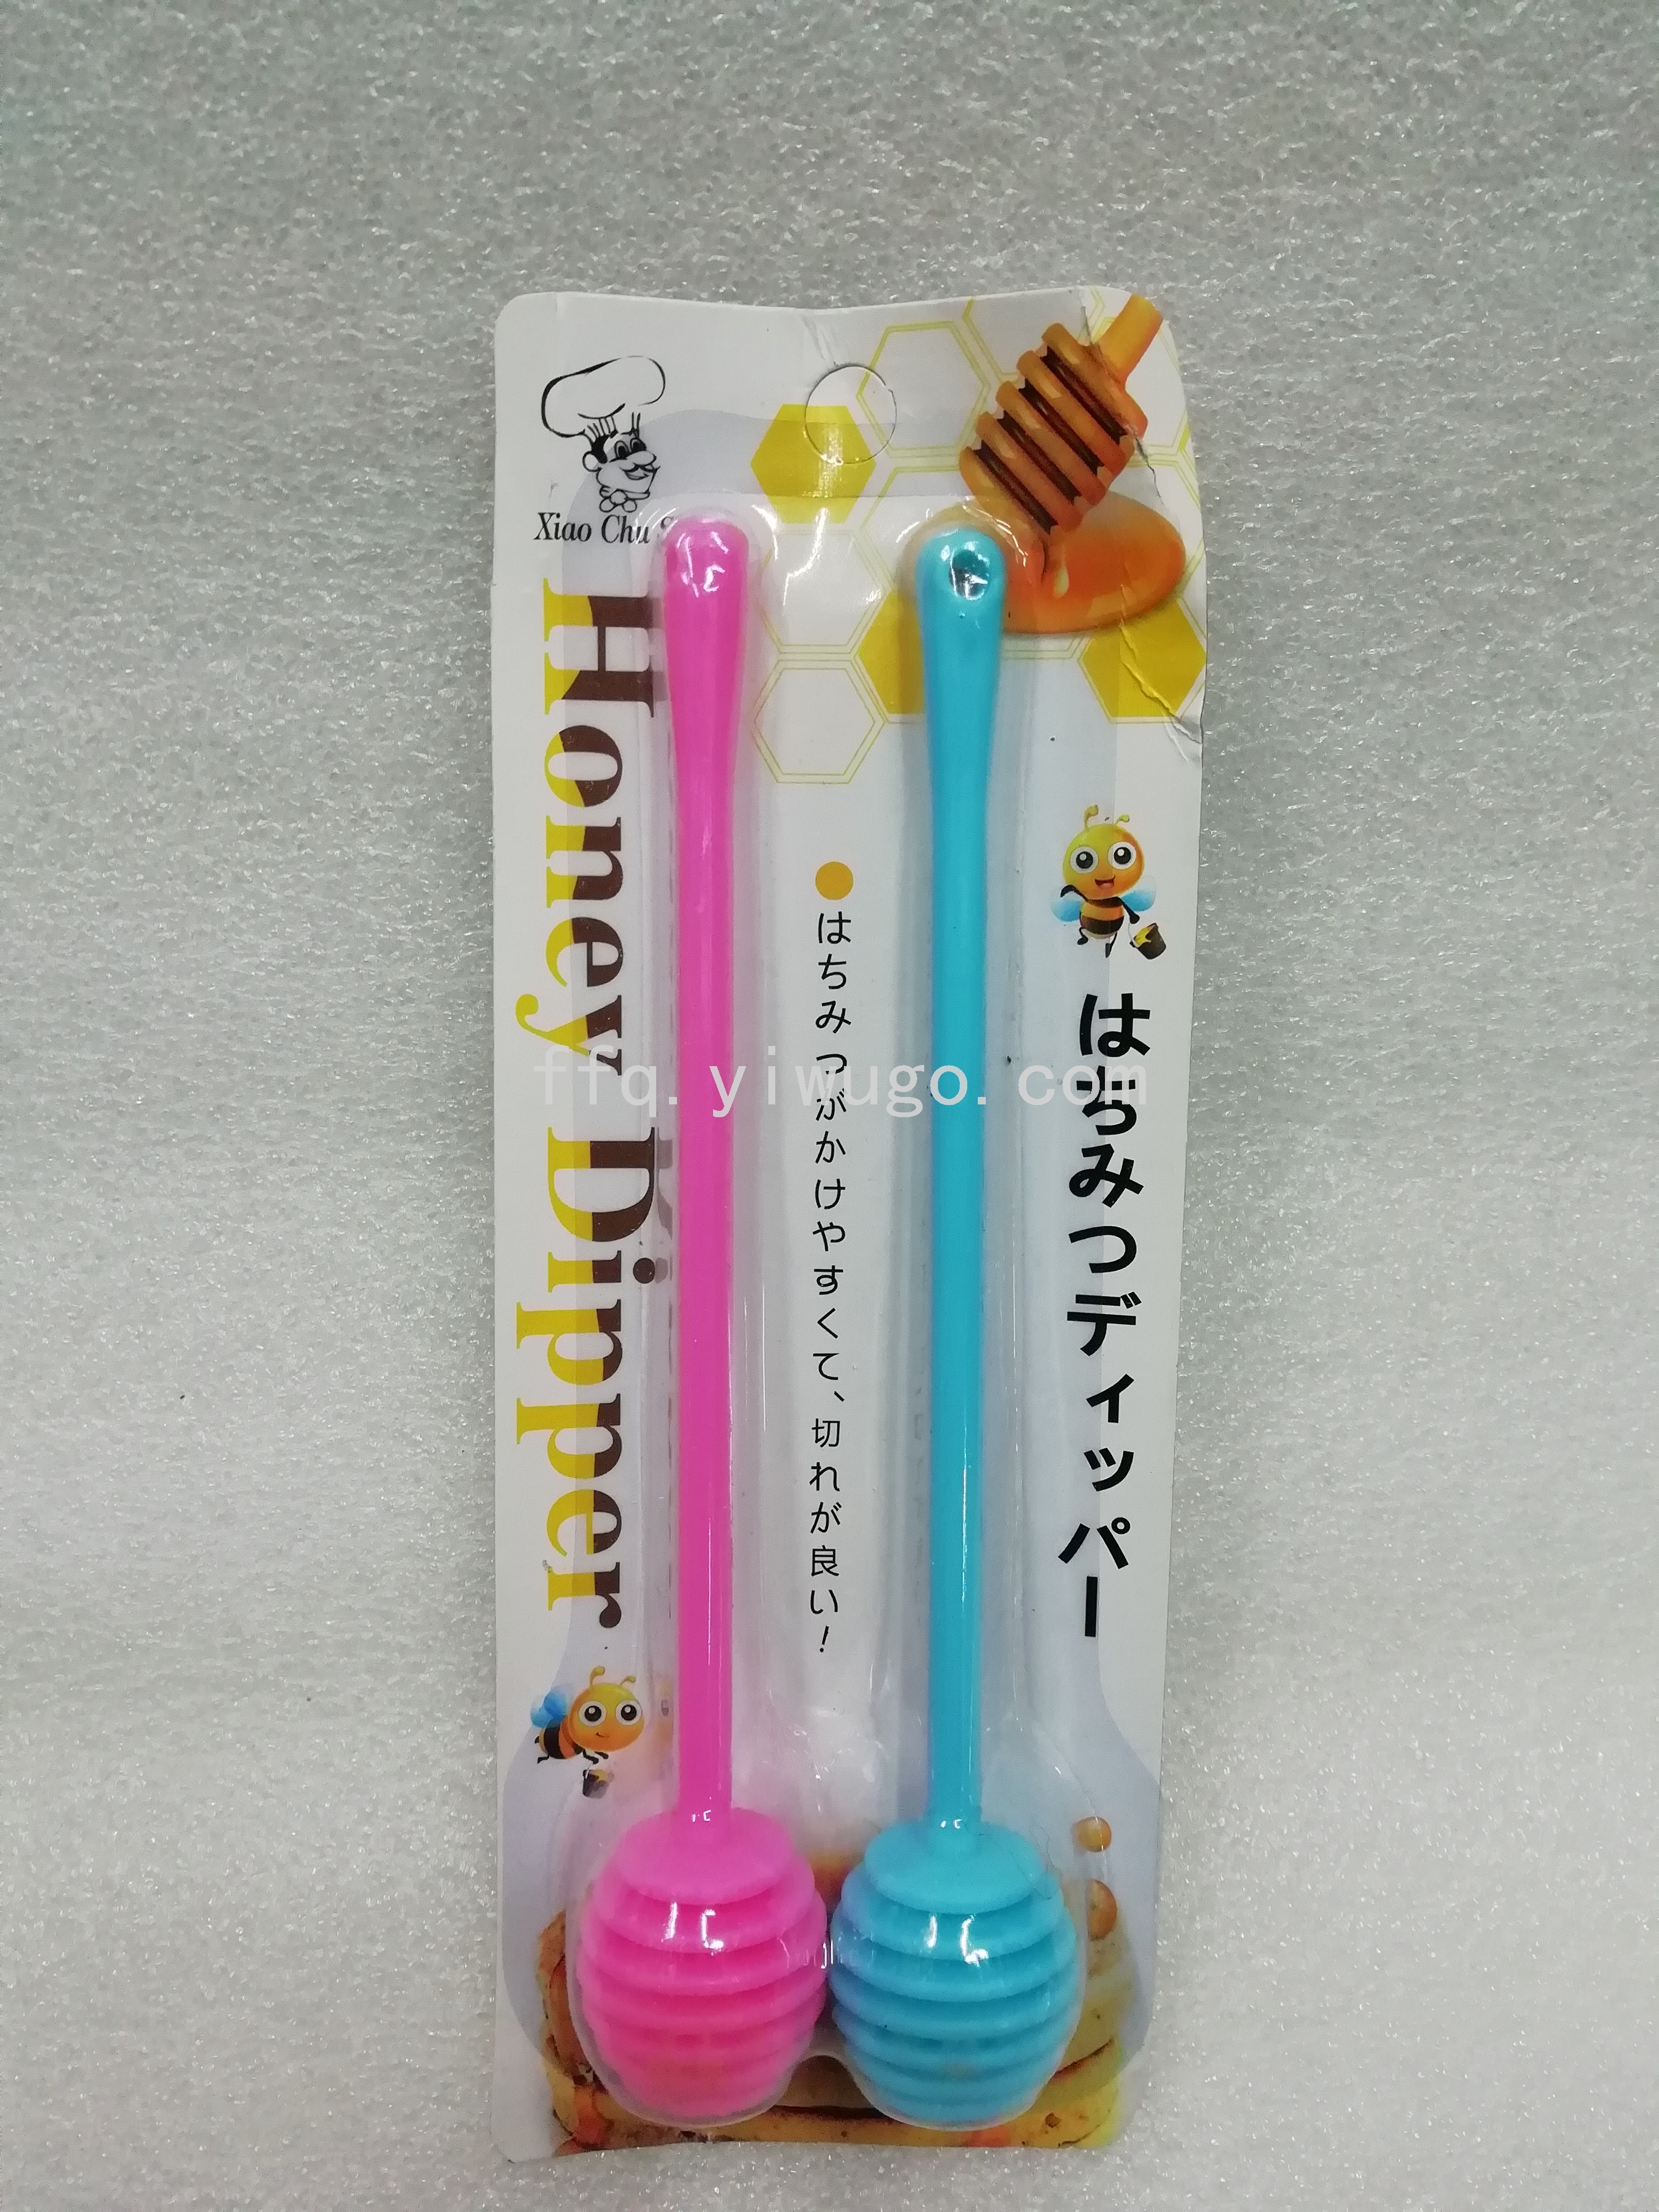 Xiao Chu
Honey Dipper
はちみつがかけやすくて、切れが良い！
はちみつディッパー
ffq.yiwugo.com